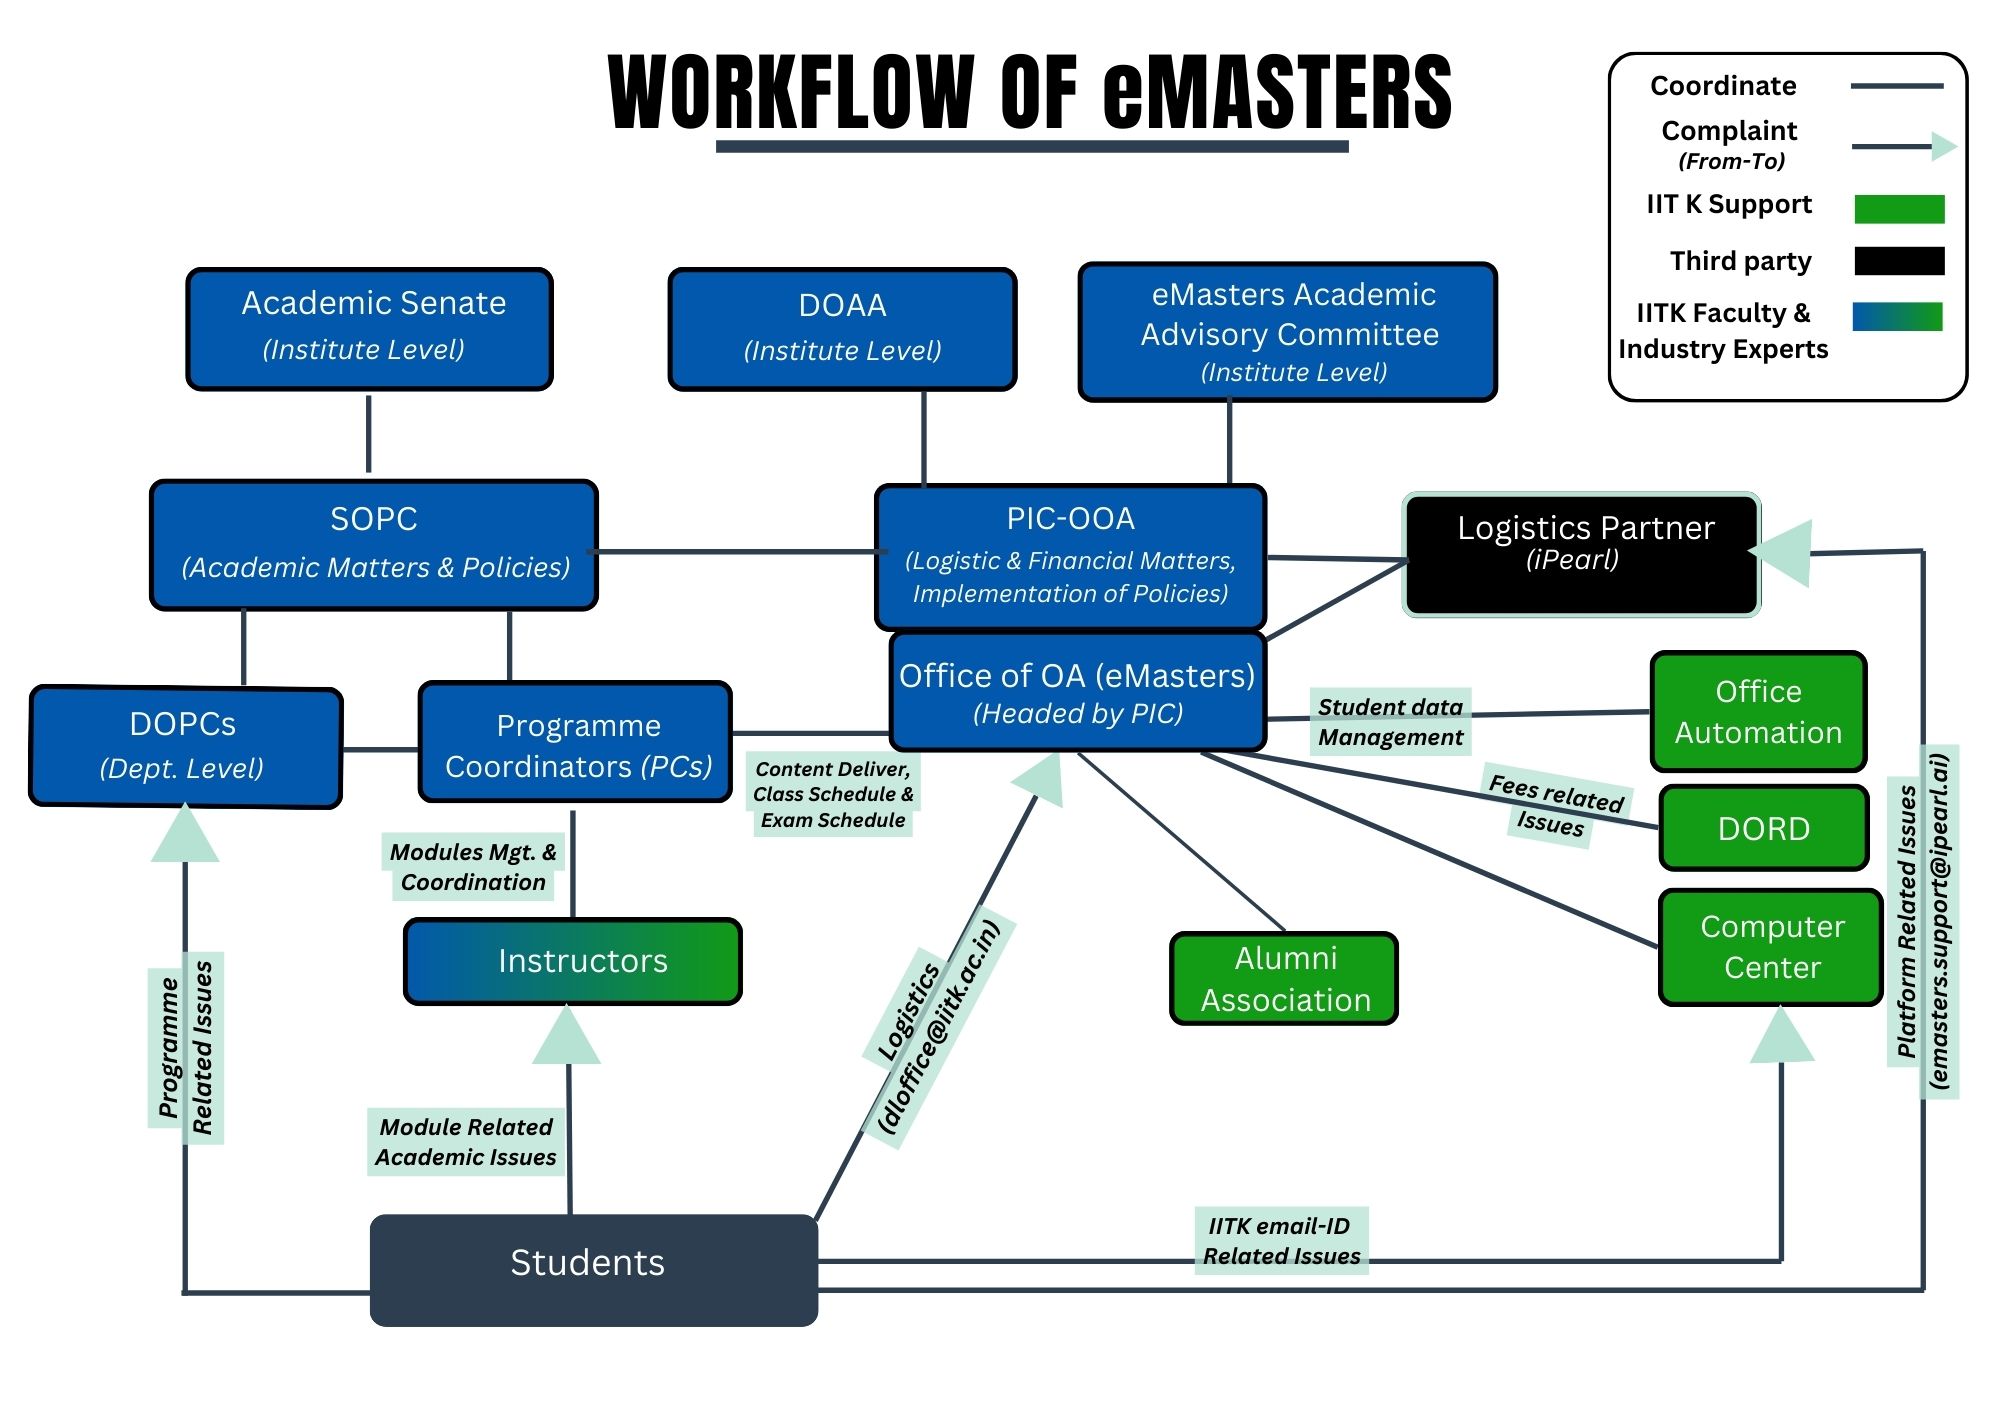 WORKFLOW OF eMASTERS
Coordinate
Complaint
(From-To)
IIT K Support
Third party
IITK Faculty &
Industry Experts
Academic Senate
(Institute Level)
DOAA
(Institute Level)
eMasters Academic
Advisory Committee
(Institute Level)
SOPC
(Academic Matters & Policies)
PIC-OOA
(Logistic & Financial Matters,
Implementation of Policies)
Logistics Partner
(iPearl)
Office of OA (eMasters)
(Headed by PIC)
DOPCs
(Dept. Level)
Programme
Coordinators (PCs)
Content Deliver,
Class Schedule &
Exam Schedule
Student data
Management
Office
Automation
Fees related
Issues
DORD
Computer
Center
Modules Mgt. &
Coordination
Instructors
Alumni
Association
Logistics
(dloffice@iitk.ac.in)
Platform Related Issues
(emasters.support@ipearl.ai)
Programme
Related Issues
Module Related
Academic Issues
IITK email-ID
Related Issues
Students